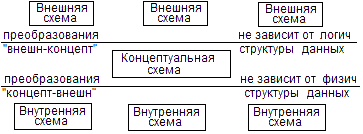 Внешняя схема
Внешняя схема
Внешняя схема
преобразования
"внешн-концепт"
не зависит от логич
структуры данных
Концептуальная
схема
преобразования
"концепт-внешн"
не зависит от физич
структуры данных
Внутренняя схема
Внутренняя схема
Внутренняя схема